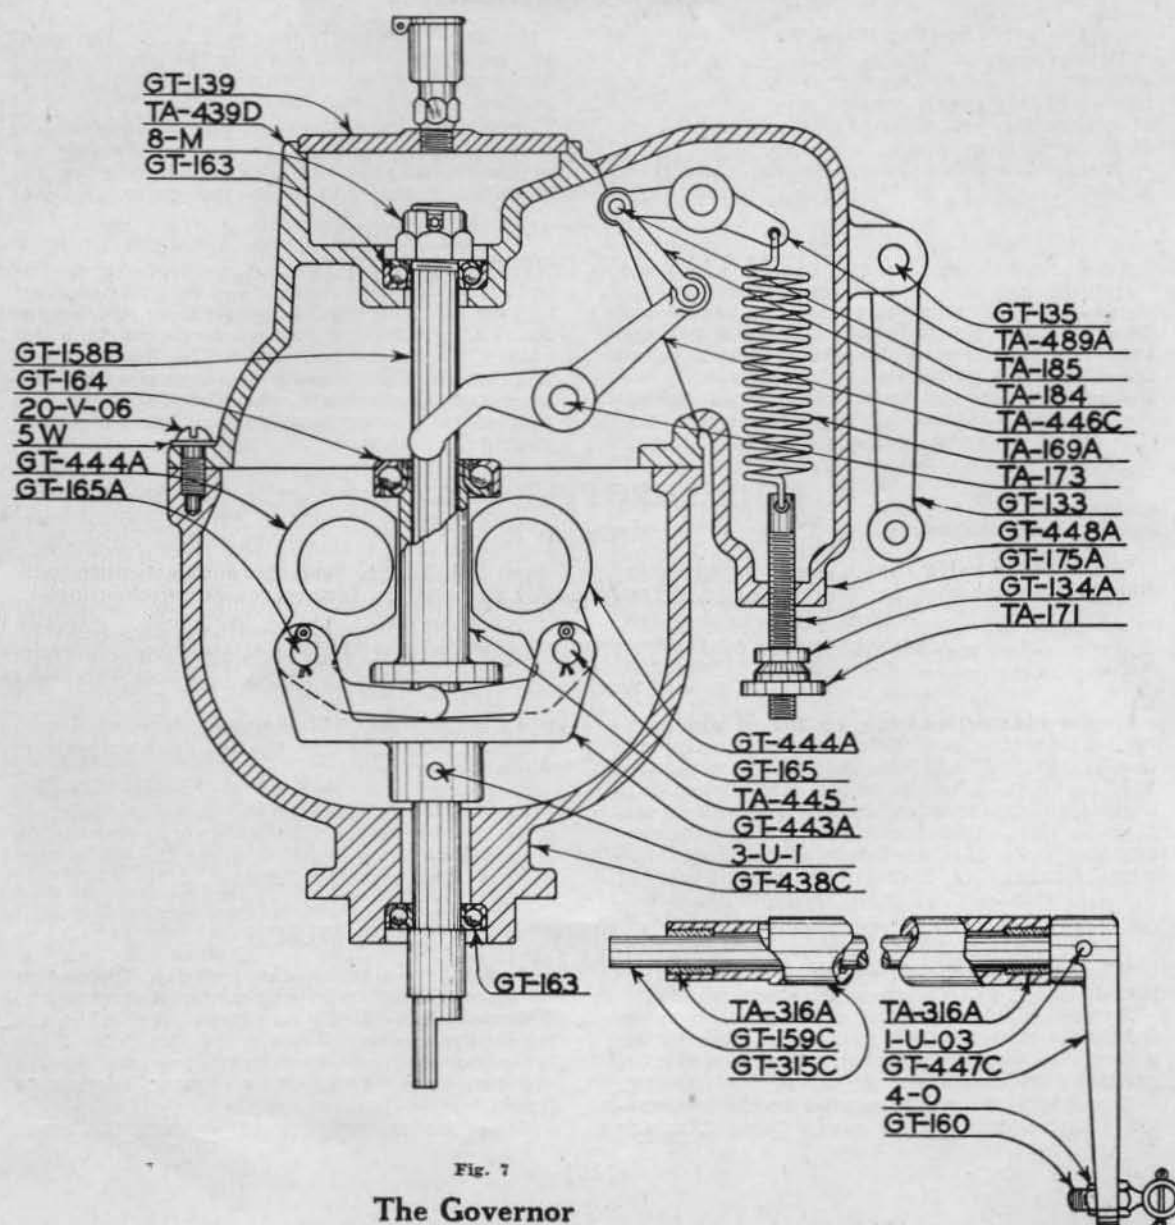 GT-139
TA-439D
8-M
GT-163
GT-158B
GT-164
20-V-06
5W
GT-444A
GT-165A
GT-135
TA-489A
TA-185
TA-184
TA-446C
TA-169A
TA-173
GT-133
GT-448A
GT-175A
GT-134A
TA-171
GT-444A
GT-165
TA-445
GT-443A
3-U-1
GT-438C
GT-163
TA-316A
GT-159C
GT-315C
TA-316A
1-U-03
GT-447C
4-O
GT-160
Fig. 7
The Governor